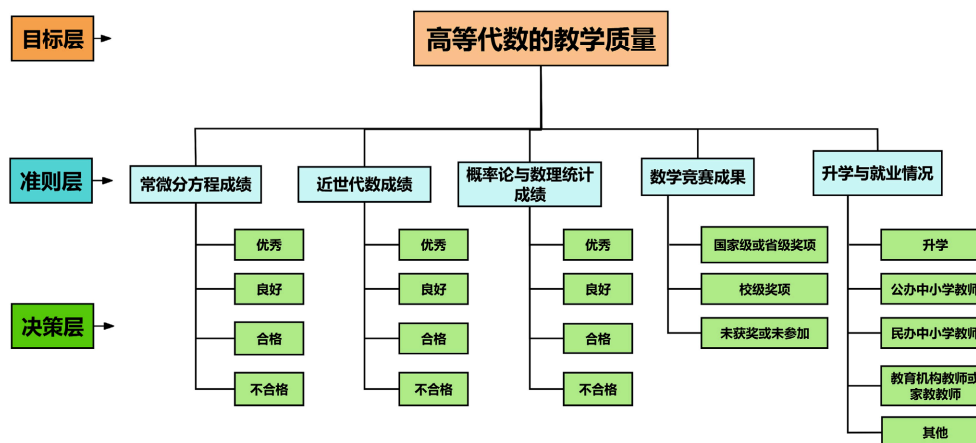 目标层
高等代数的教学质量
准则层
常微分方程成绩
近世代数成绩
概率论与数理统计
成绩
数学竞赛成果
升学与就业情况
决策层
优秀
良好
合格
不合格
优秀
良好
合格
不合格
优秀
良好
合格
不合格
国家级或省级奖项
校级奖项
未获奖或未参加
升学
公办中小学教师
民办中小学教师
教育机构教师或
家教教师
其他